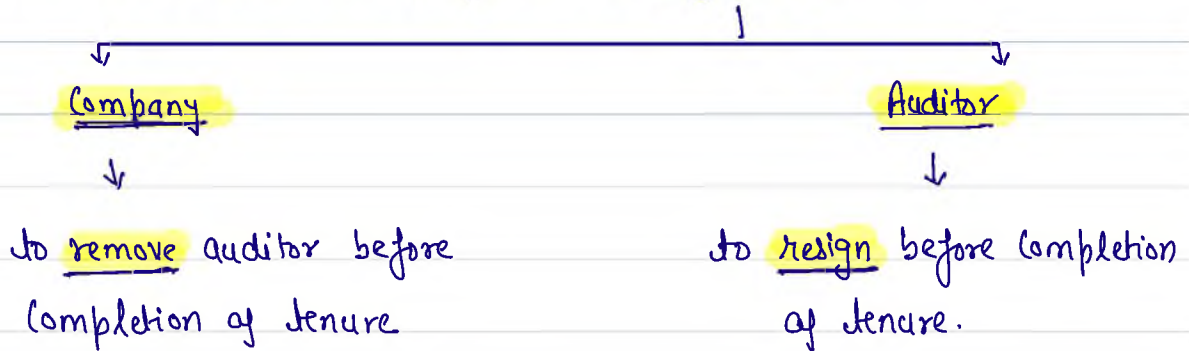 Company
Auditor
to remove auditor before
completion of tenure
to resign before completion
of tenure.